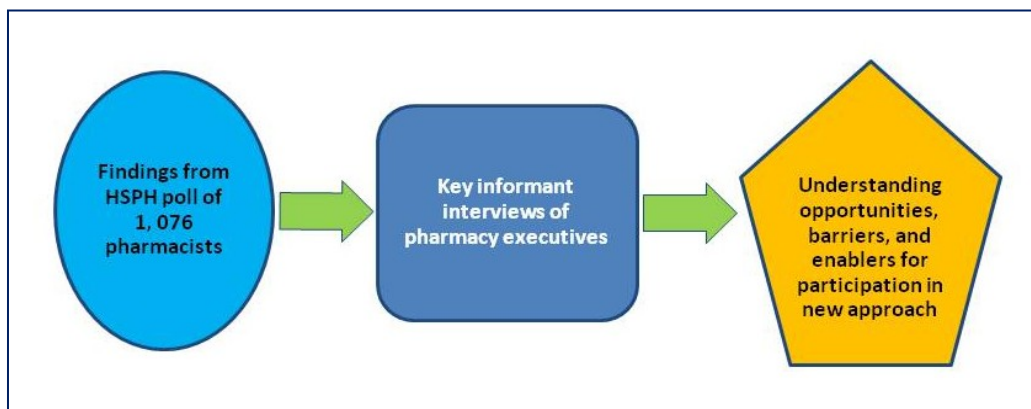 Findings from
HSPH poll of
1, 076
pharmacists
Key informant
interviews of
pharmacy executives
Understanding
opportunities,
barriers, and
enablers for
participation in
new approach